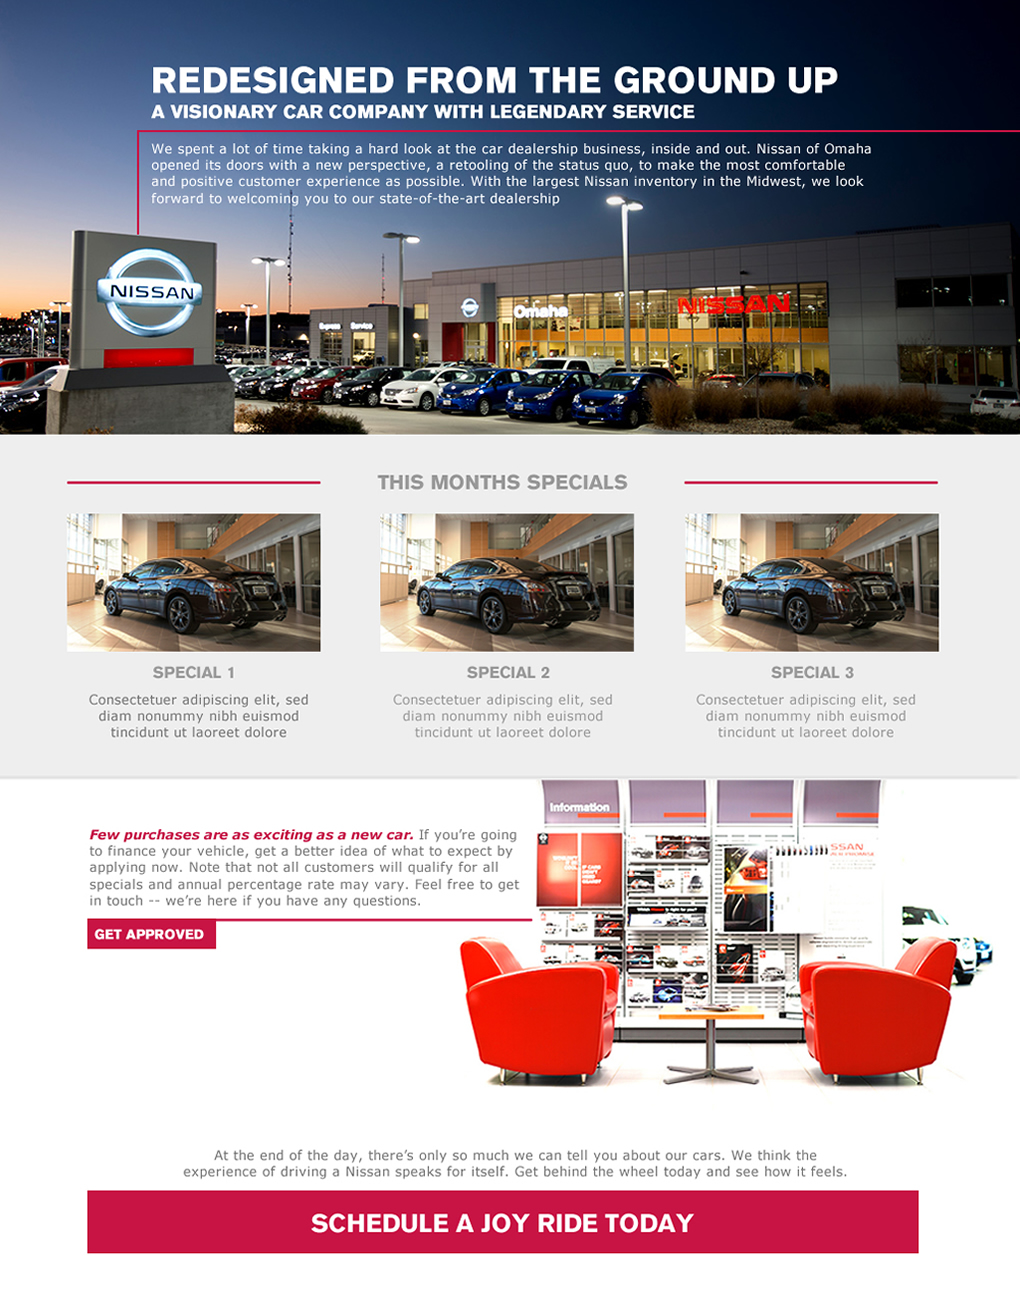 REDESIGNED FROM THE GROUND UP
A VISIONARY CAR COMPANY WITH LEGENDARY SERVICE
We spent a lot of time taking a hard look at the car dealership business, inside and out. Nissan of Omaha
opened its doors with a new perspective, a retooling of the status quo, to make the most comfortable
and positive customer experience as possible. With the largest Nissan inventory in the Midwest, we look
forward to welcoming you to our state-of-the-art dealership
NISSAN
Express Service
Omaha
NISSAN
THIS MONTHS SPECIALS
SPECIAL 1
Consectetuer adipiscing elit, sed
diam nonummy nibh euismod
tincidunt ut laoreet dolore
SPECIAL 2
Consectetuer adipiscing elit, sed
diam nonummy nibh euismod
tincidunt ut laoreet dolore
SPECIAL 3
Consectetuer adipiscing elit, sed
diam nonummy nibh euismod
tincidunt ut laoreet dolore
Few purchases are as exciting as a new car. If you're going
to finance your vehicle, get a better idea of what to expect by
applying now. Note that not all customers will qualify for all
specials and annual percentage rate may vary. Feel free to get
in touch -- we're here if you have any questions.
GET APPROVED
Information
SSAN
At the end of the day, there's only so much we can tell you about our cars. We think the
experience of driving a Nissan speaks for itself. Get behind the wheel today and see how it feels.
SCHEDULE A JOY RIDE TODAY